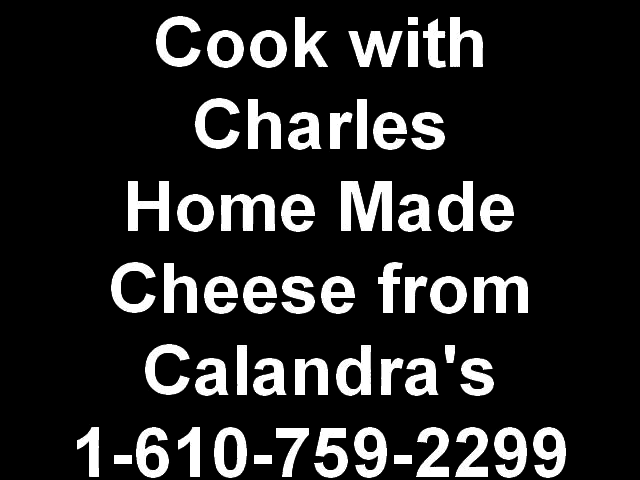 Cook with
Charles
Home Made
Cheese from
Calandra's
1-610-759-2299